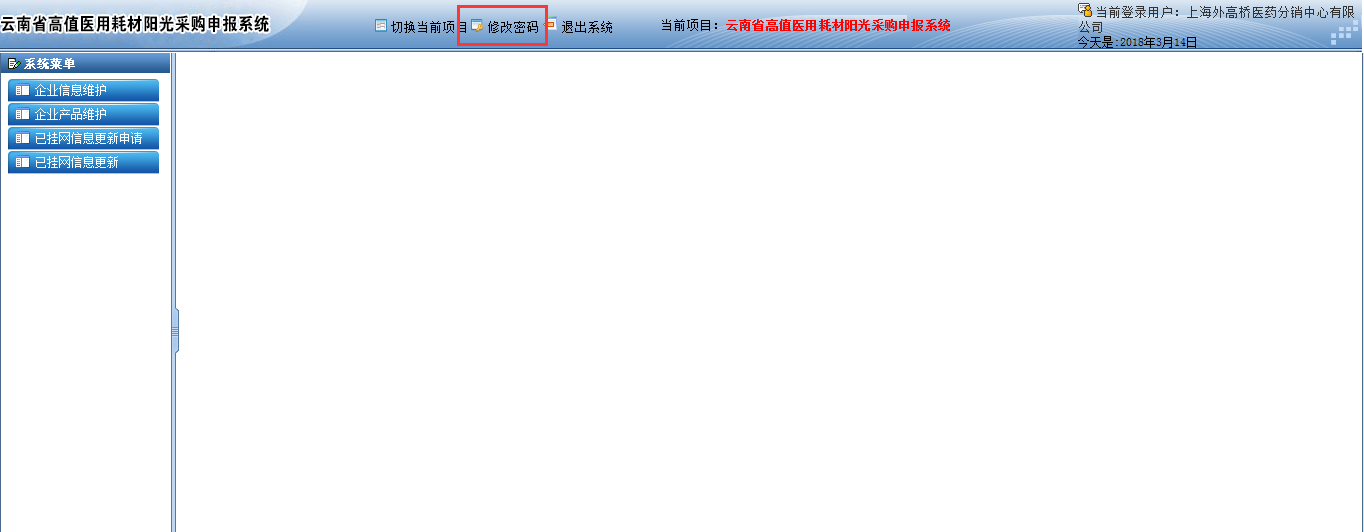 云南省高值医用耗材阳光采购申报系统
切换当前项目 修改密码 退出系统
当前项目：云南省高值医用耗材阳光采购申报系统
当前登录用户：上海外高桥医药分销中心有限
公司
今天是:2018年3月14日
系统菜单
企业信息维护
企业产品维护
已挂网信息更新申请
已挂网信息更新